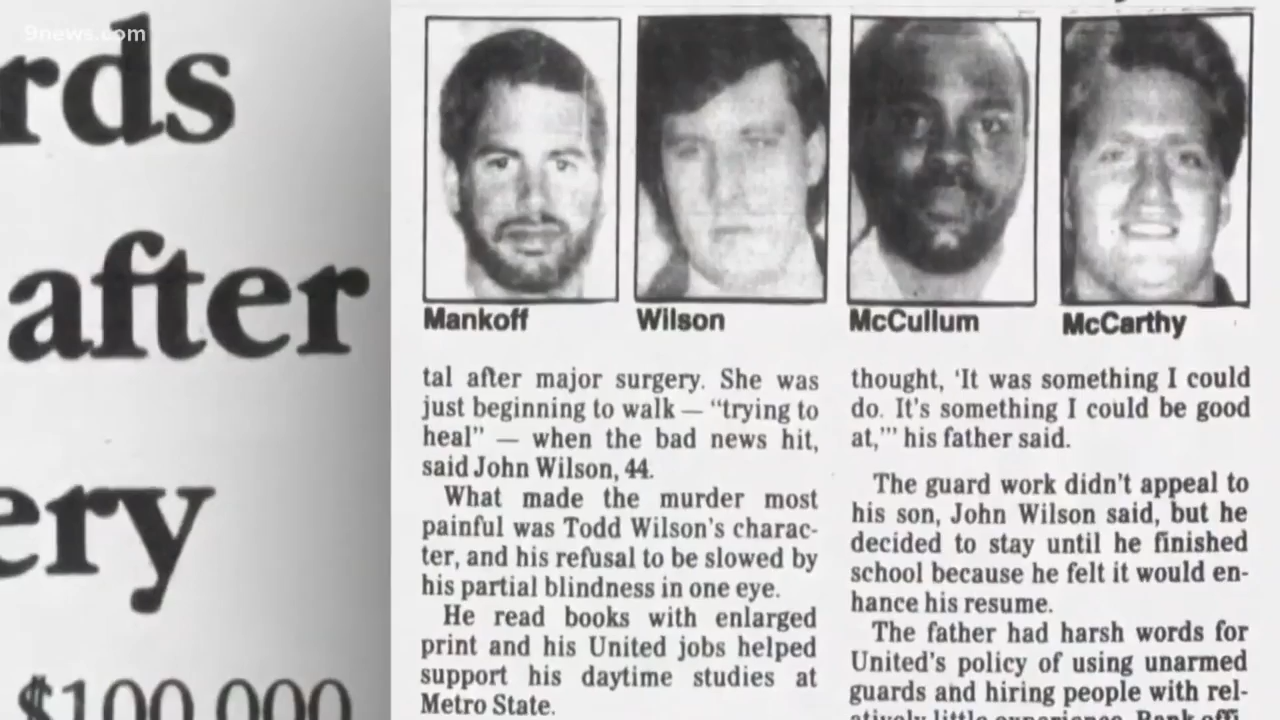 9news.com
rds
after
ery
$100,000
Mankoff
Wilson
McCullum
McCarthy
tal after major surgery. She was
just beginning to walk — “trying to
heal” — when the bad news hit,
said John Wilson, 44.
What made the murder most
painful was Todd Wilson's charac-
ter, and his refusal to be slowed by
his partial blindness in one eye.
He read books with enlarged
print and his United jobs helped
support his daytime studies at
Metro State.
thought, ‘It was something I could
do. It's something I could be good
at,’” his father said.
The guard work didn't appeal to
his son, John Wilson said, but he
decided to stay until he finished
school because he felt it would en-
hance his resume.
The father had harsh words for
United's policy of using unarmed
guards and hiring people with rel-
atively little experience. Bank offi-